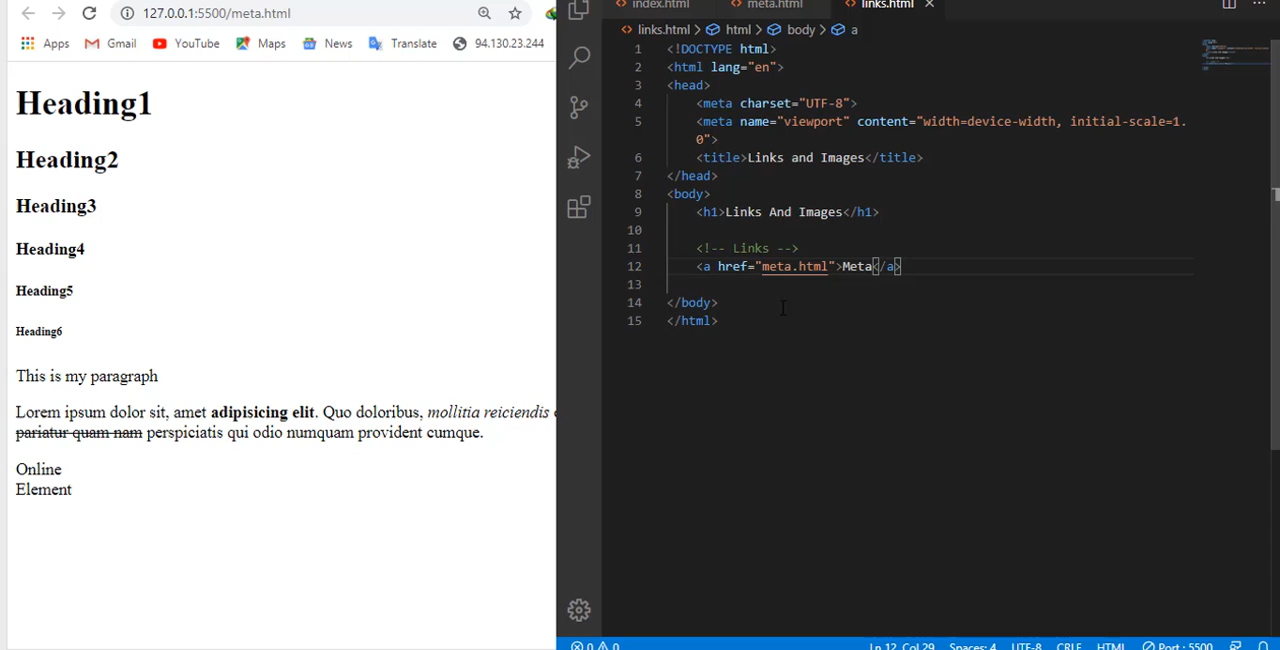 127.0.0.1:5500/meta.html
Apps Gmail YouTube Maps News Translate 94.130.23.244
Heading1
Heading2
Heading3
Heading4
Heading5
Heading6
This is my paragraph
Lorem ipsum dolor sit, amet adipisicing elit. Quo doloribus, mollitia reiciendis
pariatur quam nam perspiciatis qui odio numquam provident cumque.
Online
Element
index.html meta.html links.html
links.html > html > body > a
1 <!DOCTYPE html>
2 <html lang="en">
3 <head>
4 <meta charset="UTF-8">
5 <meta name="viewport" content="width=device-width, initial-scale=1.
0">
6 <title>Links and Images</title>
7 </head>
8 <body>
9 <h1>Links And Images</h1>
10
11 <!-- Links -->
12 <a href="meta.html">Meta</a>
13
14 </body>
15 </html>
0 0 Ln 12, Col 29 Spaces: 4 UTF-8 CRLF HTML Port : 5500